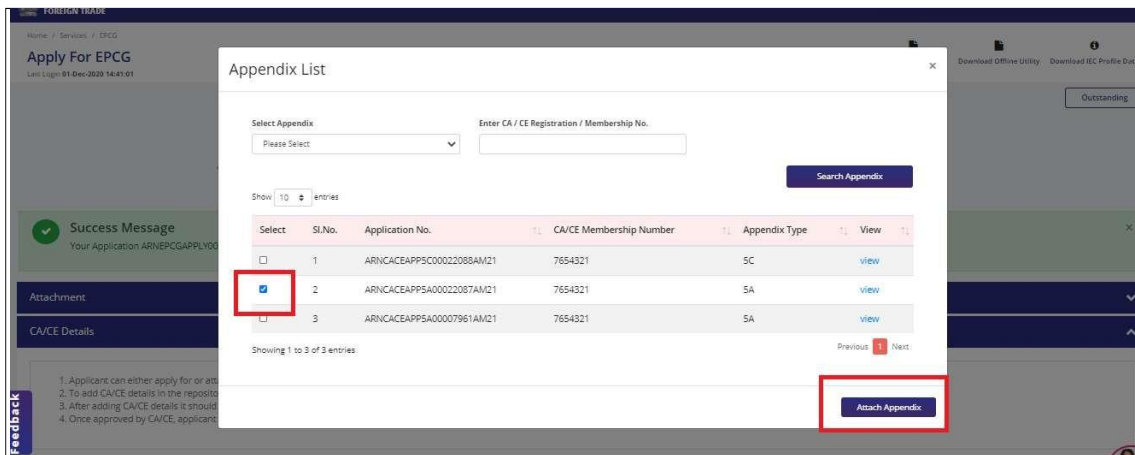 FOREIGN TRADE
Home / Services / EPCG
Apply For EPCG
Last Login 01-Dec-2020 14:41:01
Download Offline Utility Download IEC Profile Dat
Outstanding
Appendix List ×
Select Appendix Enter CA / CE Registration / Membership No.
Please Select
Search Appendix
Show 10 entries
Select Sl.No. Application No. CA/CE Membership Number Appendix Type View
1 ARNCACEAPP5C00022088AM21 7654321 5C view
2 ARNCACEAPP5A00022087AM21 7654321 5A view
3 ARNCACEAPP5A00007961AM21 7654321 5A view
Showing 1 to 3 of 3 entries
Previous 1 Next
Attach Appendix
Success Message ×
Your Application ARNEPCGAPPLY00
Attachment
CA/CE Details
1. Applicant can either apply for or att
2. To add CA/CE details in the reposito
3. After adding CA/CE details it should
4. Once approved by CA/CE, applicant
Feedback